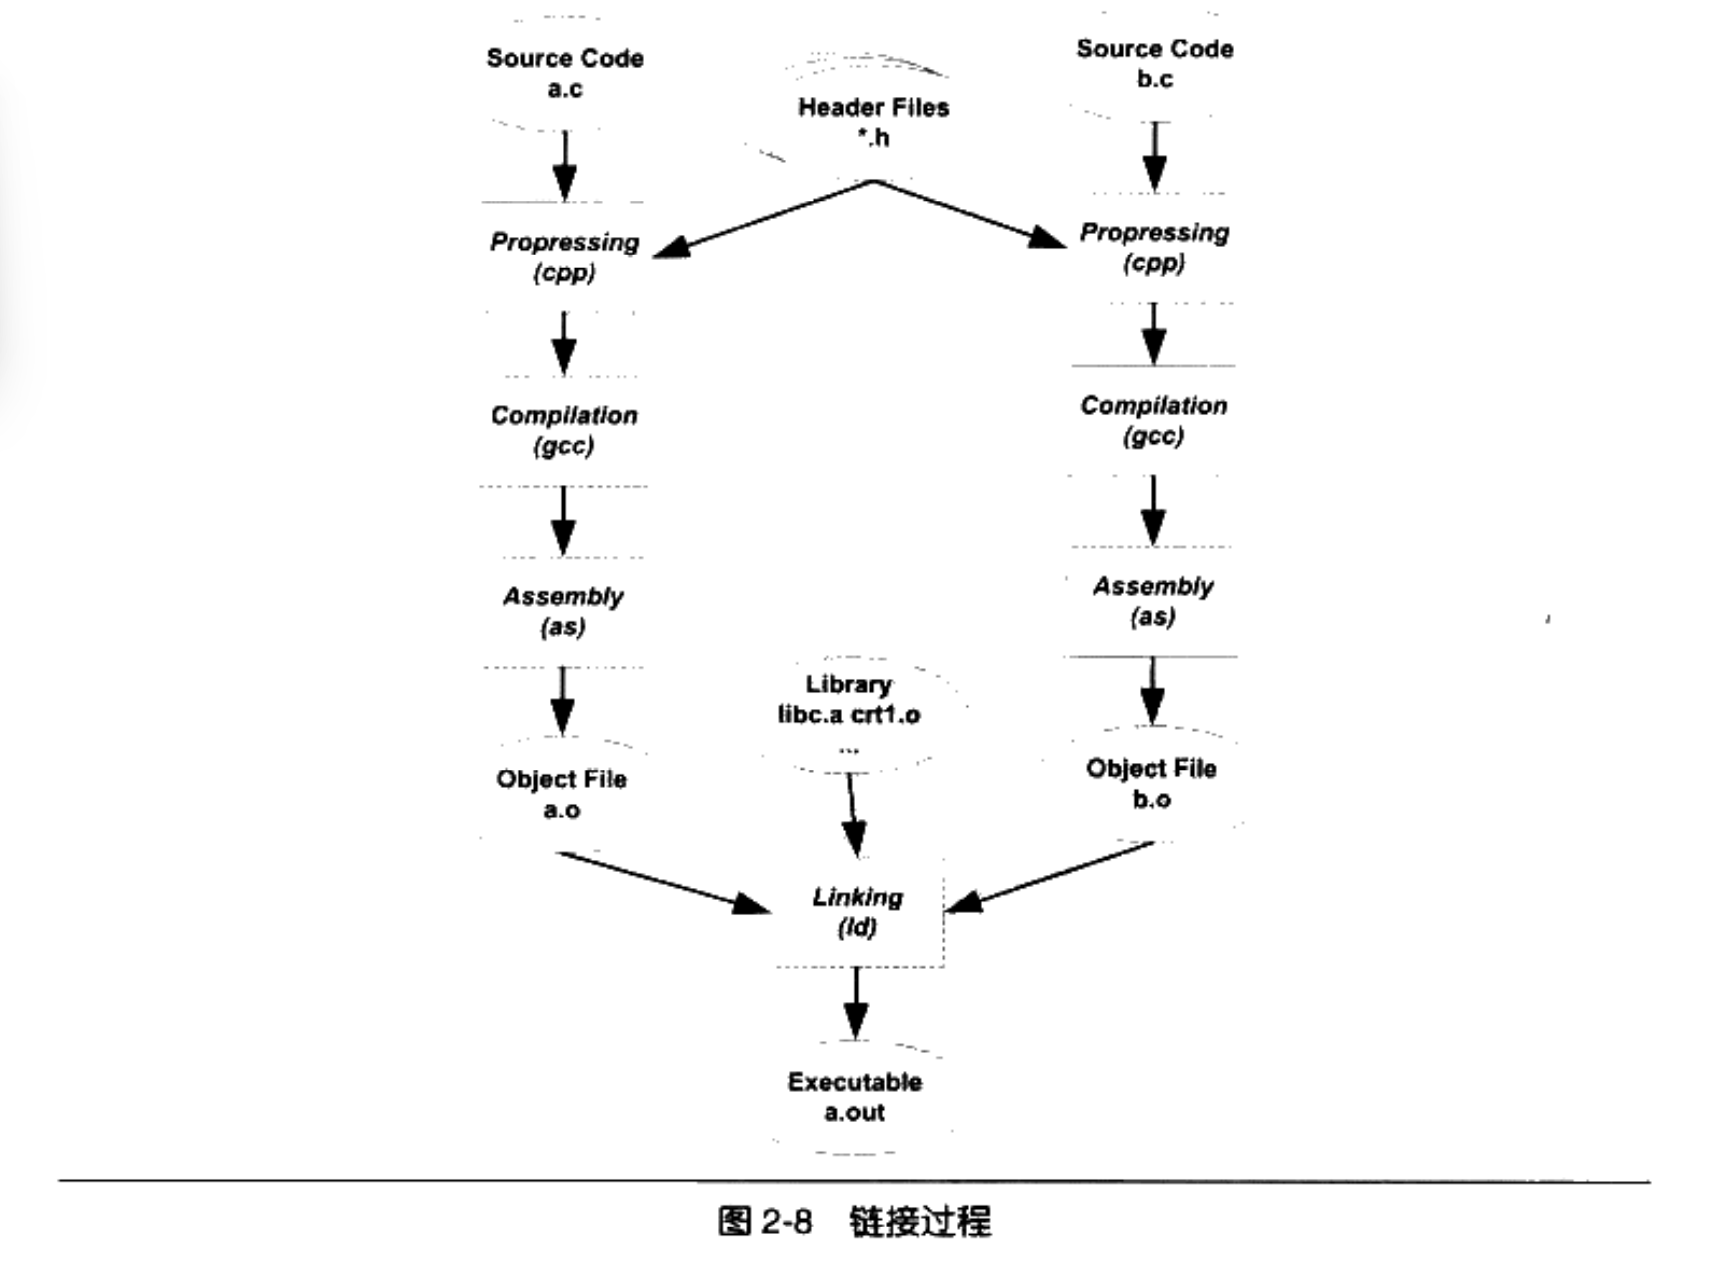 Source Code
a.c
Header Files
*.h
Source Code
b.c
Propressing
(cpp)
Propressing
(cpp)
Compilation
(gcc)
Compilation
(gcc)
Assembly
(as)
Assembly
(as)
Library
libc.a crt1.o
...
Object File
a.o
Object File
b.o
Linking
(ld)
Executable
a.out
图 2-8 链接过程